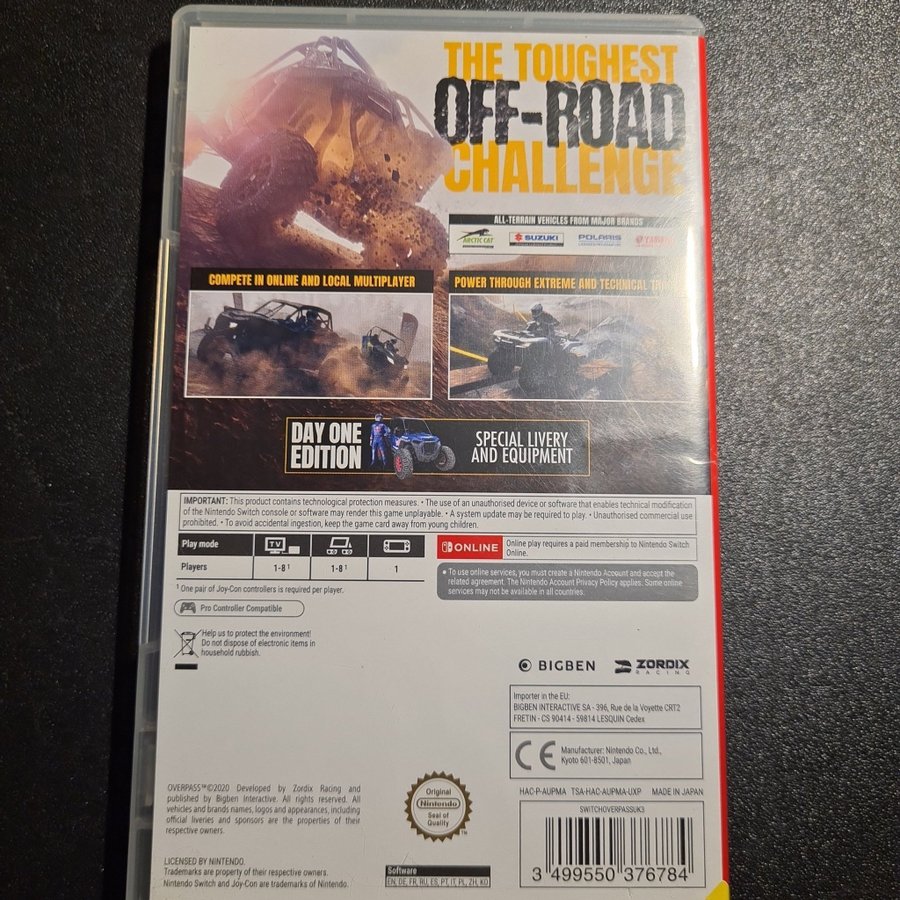 THE TOUGHEST
OFF-ROAD
CHALLENGE
ALL-TERRAIN VEHICLES FROM MAJOR BRANDS
ARCTIC CAT
SUZUKI
POLARIS
YAMAHA
COMPETE IN ONLINE AND LOCAL MULTIPLAYER
POWER THROUGH EXTREME AND TECHNICAL
DAY ONE
EDITION
SPECIAL LIVERY
AND EQUIPMENT
IMPORTANT: This product contains technological protection measures. • The use of an unauthorised device or software that enables technical modification
of the Nintendo Switch console or software may render this game unplayable. • A system update may be required to play. • Unauthorised commercial use
prohibited. • To avoid accidental ingestion, keep the game card away from young children.
Play mode
TV
Players
1-8¹
1-8¹
1
¹ One pair of Joy-Con controllers is required per player.
Pro Controller Compatible
ONLINE
Online play requires a paid membership to Nintendo Switch
Online.
• To use online services, you must create a Nintendo Account and accept the
related agreement. The Nintendo Account Privacy Policy applies. Some online
services may not be available in all countries.
Help us to protect the environment!
Do not dispose of electronic items in
household rubbish.
BIGBEN
ZORDIX
RACING
Importer in the EU:
BIGBEN INTERACTIVE SA - 396, Rue de la Voyette CRT2
FRETIN - CS 90414 - 59814 LESQUIN Cedex
CE
Manufacturer: Nintendo Co., Ltd.,
Kyoto 601-8501, Japan
HAC-P-AUPMA TSA-HAC-AUPMA-UXP MADE IN JAPAN
OVERPASS™©2020 Developed by Zordix Racing and
published by Bigben Interactive. All rights reserved. All
vehicles and brands names, logos and appearances, including
official liveries and sponsors are the properties of their
respective owners.
Original
Nintendo
Seal of
Quality
TM
SWITCHOVERPASSUK3
3 499550 376784
LICENSED BY NINTENDO.
Trademarks are property of their respective owners.
Nintendo Switch and Joy-Con are trademarks of Nintendo.
Software
EN, DE, FR, RU, ES, PT, IT, PL, ZH, KO